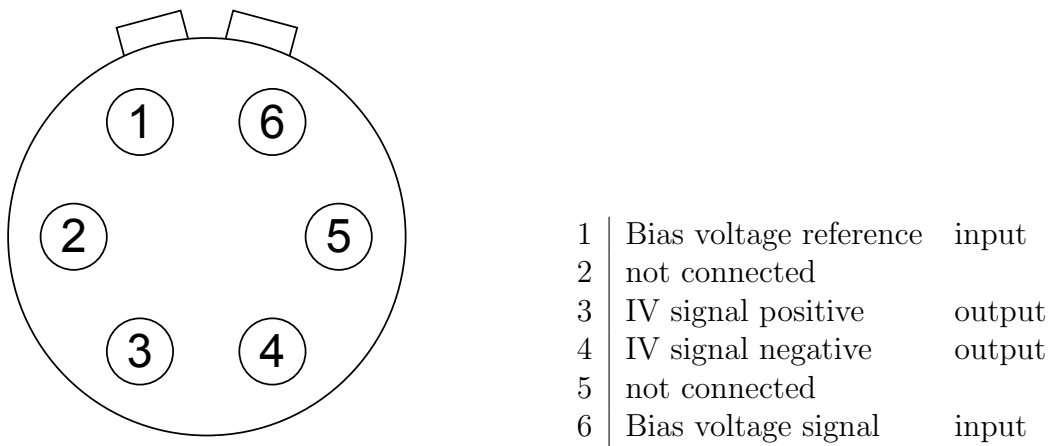 1
6
2
5
3
4
1 Bias voltage reference input
2 not connected
3 IV signal positive output
4 IV signal negative output
5 not connected
6 Bias voltage signal input